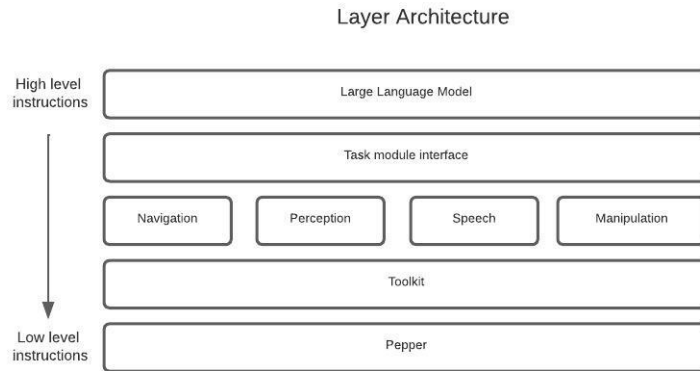 Layer Architecture
High level
instructions
Large Language Model
Task module interface
Navigation
Perception
Speech
Manipulation
Toolkit
Low level
instructions
Pepper